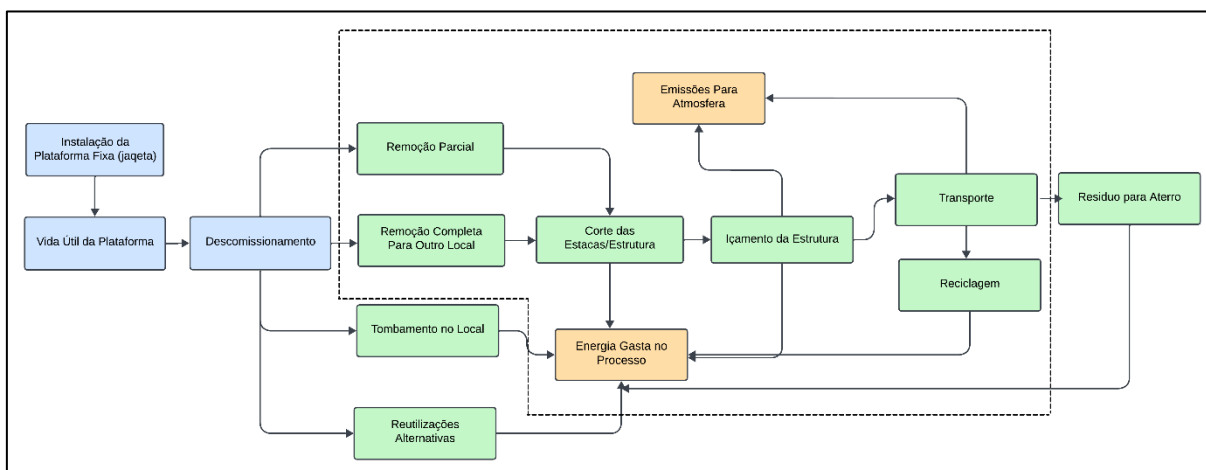 Emissões Para
Atmosfera
Instalação da
Plataforma Fixa (jaqeta)
Remoção Parcial
Transporte
Residuo para Aterro
Vida Útil da Plataforma
Descomissionamento
Remoção Completa
Para Outro Local
Corte das
Estacas/Estrutura
Içamento da Estrutura
Reciclagem
Tombamento no Local
Energia Gasta no
Processo
Reutilizações
Alternativas